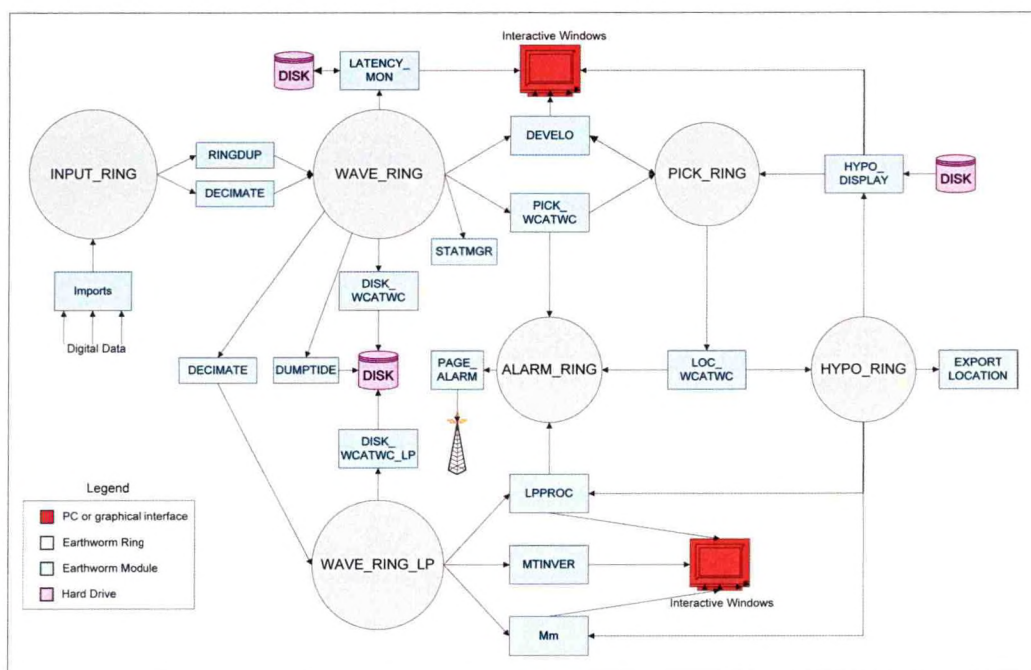 Interactive Windows
DISK
LATENCY_
MON
INPUT_RING
RINGDUP
DECIMATE
WAVE_RING
DEVELO
PICK_
WCATWC
PICK_RING
HYPO_
DISPLAY
DISK
STATMGR
Imports
Digital Data
DISK_
WCATWC
DECIMATE
DUMPTIDE
DISK
PAGE_
ALARM
ALARM_RING
LOC_
WCATWC
HYPO_RING
EXPORT
LOCATION
DISK_
WCATWC_LP
Legend
PC or graphical interface
Earthworm Ring
Earthworm Module
Hard Drive
WAVE_RING_LP
LPPROC
MTINVER
Mm
Interactive Windows